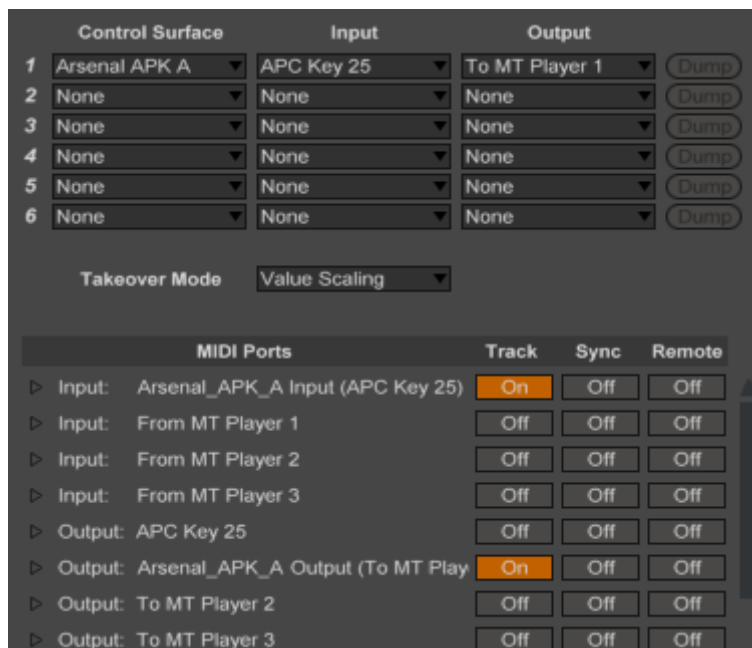 Control Surface Input Output
1 Arsenal APK A APC Key 25 To MT Player 1 Dump
2 None None None Dump
3 None None None Dump
4 None None None Dump
5 None None None Dump
6 None None None Dump
Takeover Mode Value Scaling
MIDI Ports Track Sync Remote
Input: Arsenal_APK_A Input (APC Key 25) On Off Off
Input: From MT Player 1 Off Off Off
Input: From MT Player 2 Off Off Off
Input: From MT Player 3 Off Off Off
Output: APC Key 25 Off Off Off
Output: Arsenal_APK_A Output (To MT Play On Off Off
Output: To MT Player 2 Off Off Off
Output: To MT Player 3 Off Off Off